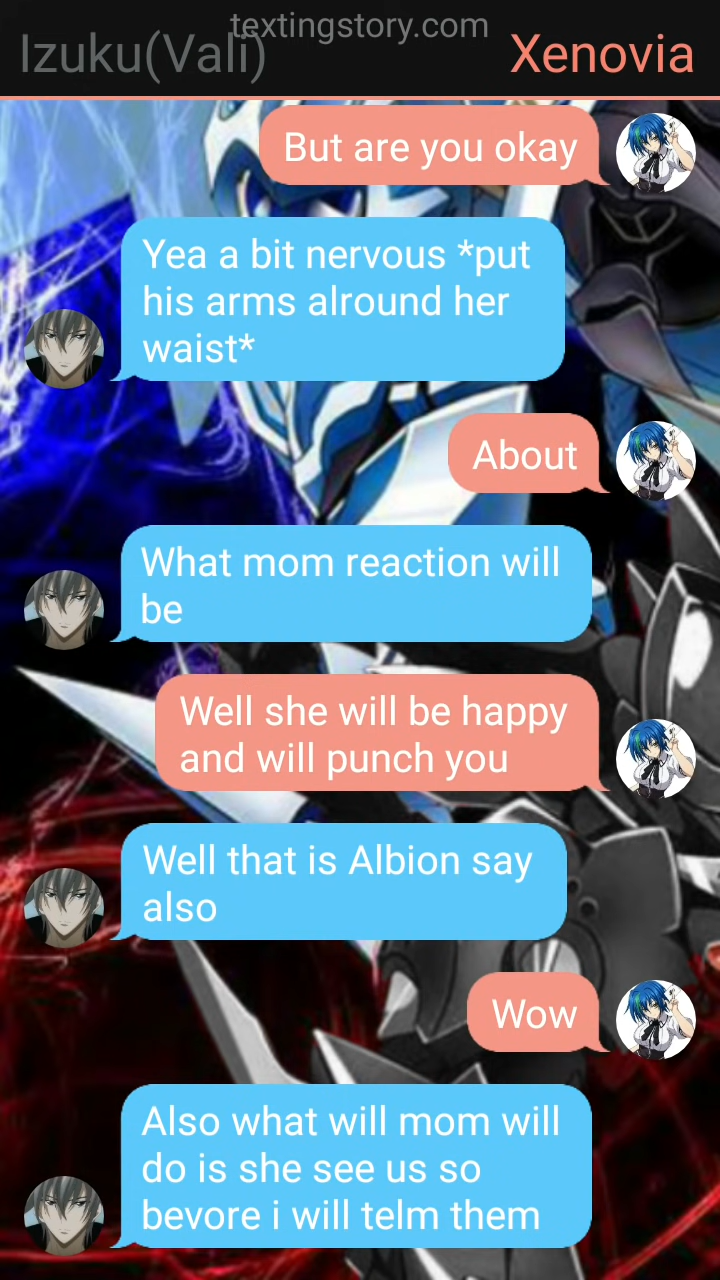 textingstory.com
Izuku(Vali)
Xenovia
But are you okay
Yea a bit nervous *put
his arms alround her
waist*
About
What mom reaction will
be
Well she will be happy
and will punch you
Well that is Albion say
also
Wow
Also what will mom will
do is she see us so
bevore i will telm them